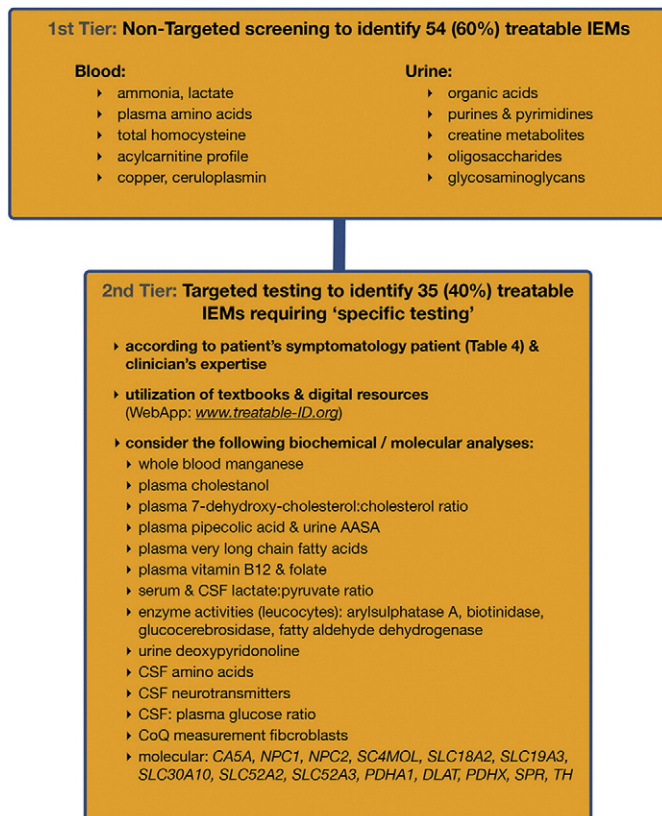 1st Tier: Non-Targeted screening to identify 54 (60%) treatable IEMs
Blood:
ammonia, lactate
plasma amino acids
total homocysteine
acylcarnitine profile
copper, ceruloplasmin
Urine:
organic acids
purines & pyrimidines
creatine metabolites
oligosaccharides
glycosaminoglycans
2nd Tier: Targeted testing to identify 35 (40%) treatable
IEMs requiring ‘specific testing’
according to patient’s symptomatology patient (Table 4) &
clinician’s expertise
utilization of textbooks & digital resources
(WebApp: www.treatable-ID.org)
consider the following biochemical / molecular analyses:
whole blood manganese
plasma cholestanol
plasma 7-dehydroxy-cholesterol:cholesterol ratio
plasma pipecolic acid & urine AASA
plasma very long chain fatty acids
plasma vitamin B12 & folate
serum & CSF lactate:pyruvate ratio
enzyme activities (leucocytes): arylsulphatase A, biotinidase,
glucocerebrosidase, fatty aldehyde dehydrogenase
urine deoxypyridonoline
CSF amino acids
CSF neurotransmitters
CSF: plasma glucose ratio
CoQ measurement fibcroblasts
molecular: CA5A, NPC1, NPC2, SC4MOL, SLC18A2, SLC19A3,
SLC30A10, SLC52A2, SLC52A3, PDHA1, DLAT, PDHX, SPR, TH